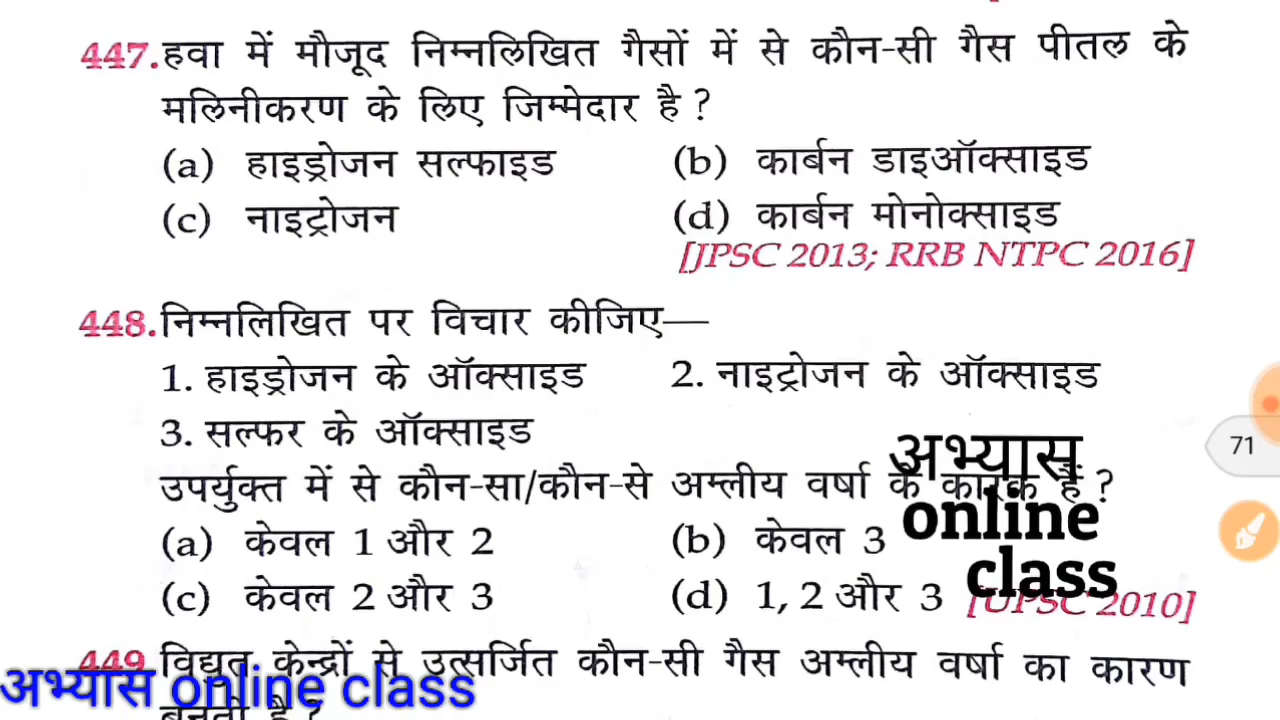 447. हवा में मौजूद निम्नलिखित गैसों में से कौन-सी गैस पीतल के
मलिनीकरण के लिए जिम्मेदार है ?
(a) हाइड्रोजन सल्फाइड (b) कार्बन डाइऑक्साइड
(c) नाइट्रोजन (d) कार्बन मोनोक्साइड
[JPSC 2013; RRB NTPC 2016]
448. निम्नलिखित पर विचार कीजिए—
1. हाइड्रोजन के ऑक्साइड 2. नाइट्रोजन के ऑक्साइड
3. सल्फर के ऑक्साइड
71
अभ्यास
उपर्युक्त में से कौन-सा/कौन-से अम्लीय वर्षा के कारक हैं ?
online
(a) केवल 1 और 2 (b) केवल 3
class
(c) केवल 2 और 3 (d) 1, 2 और 3 [UPSC 2010]
449. विद्युत केन्द्रों से उत्सर्जित कौन-सी गैस अम्लीय वर्षा का कारण
अभ्यास online class
बनती है ?